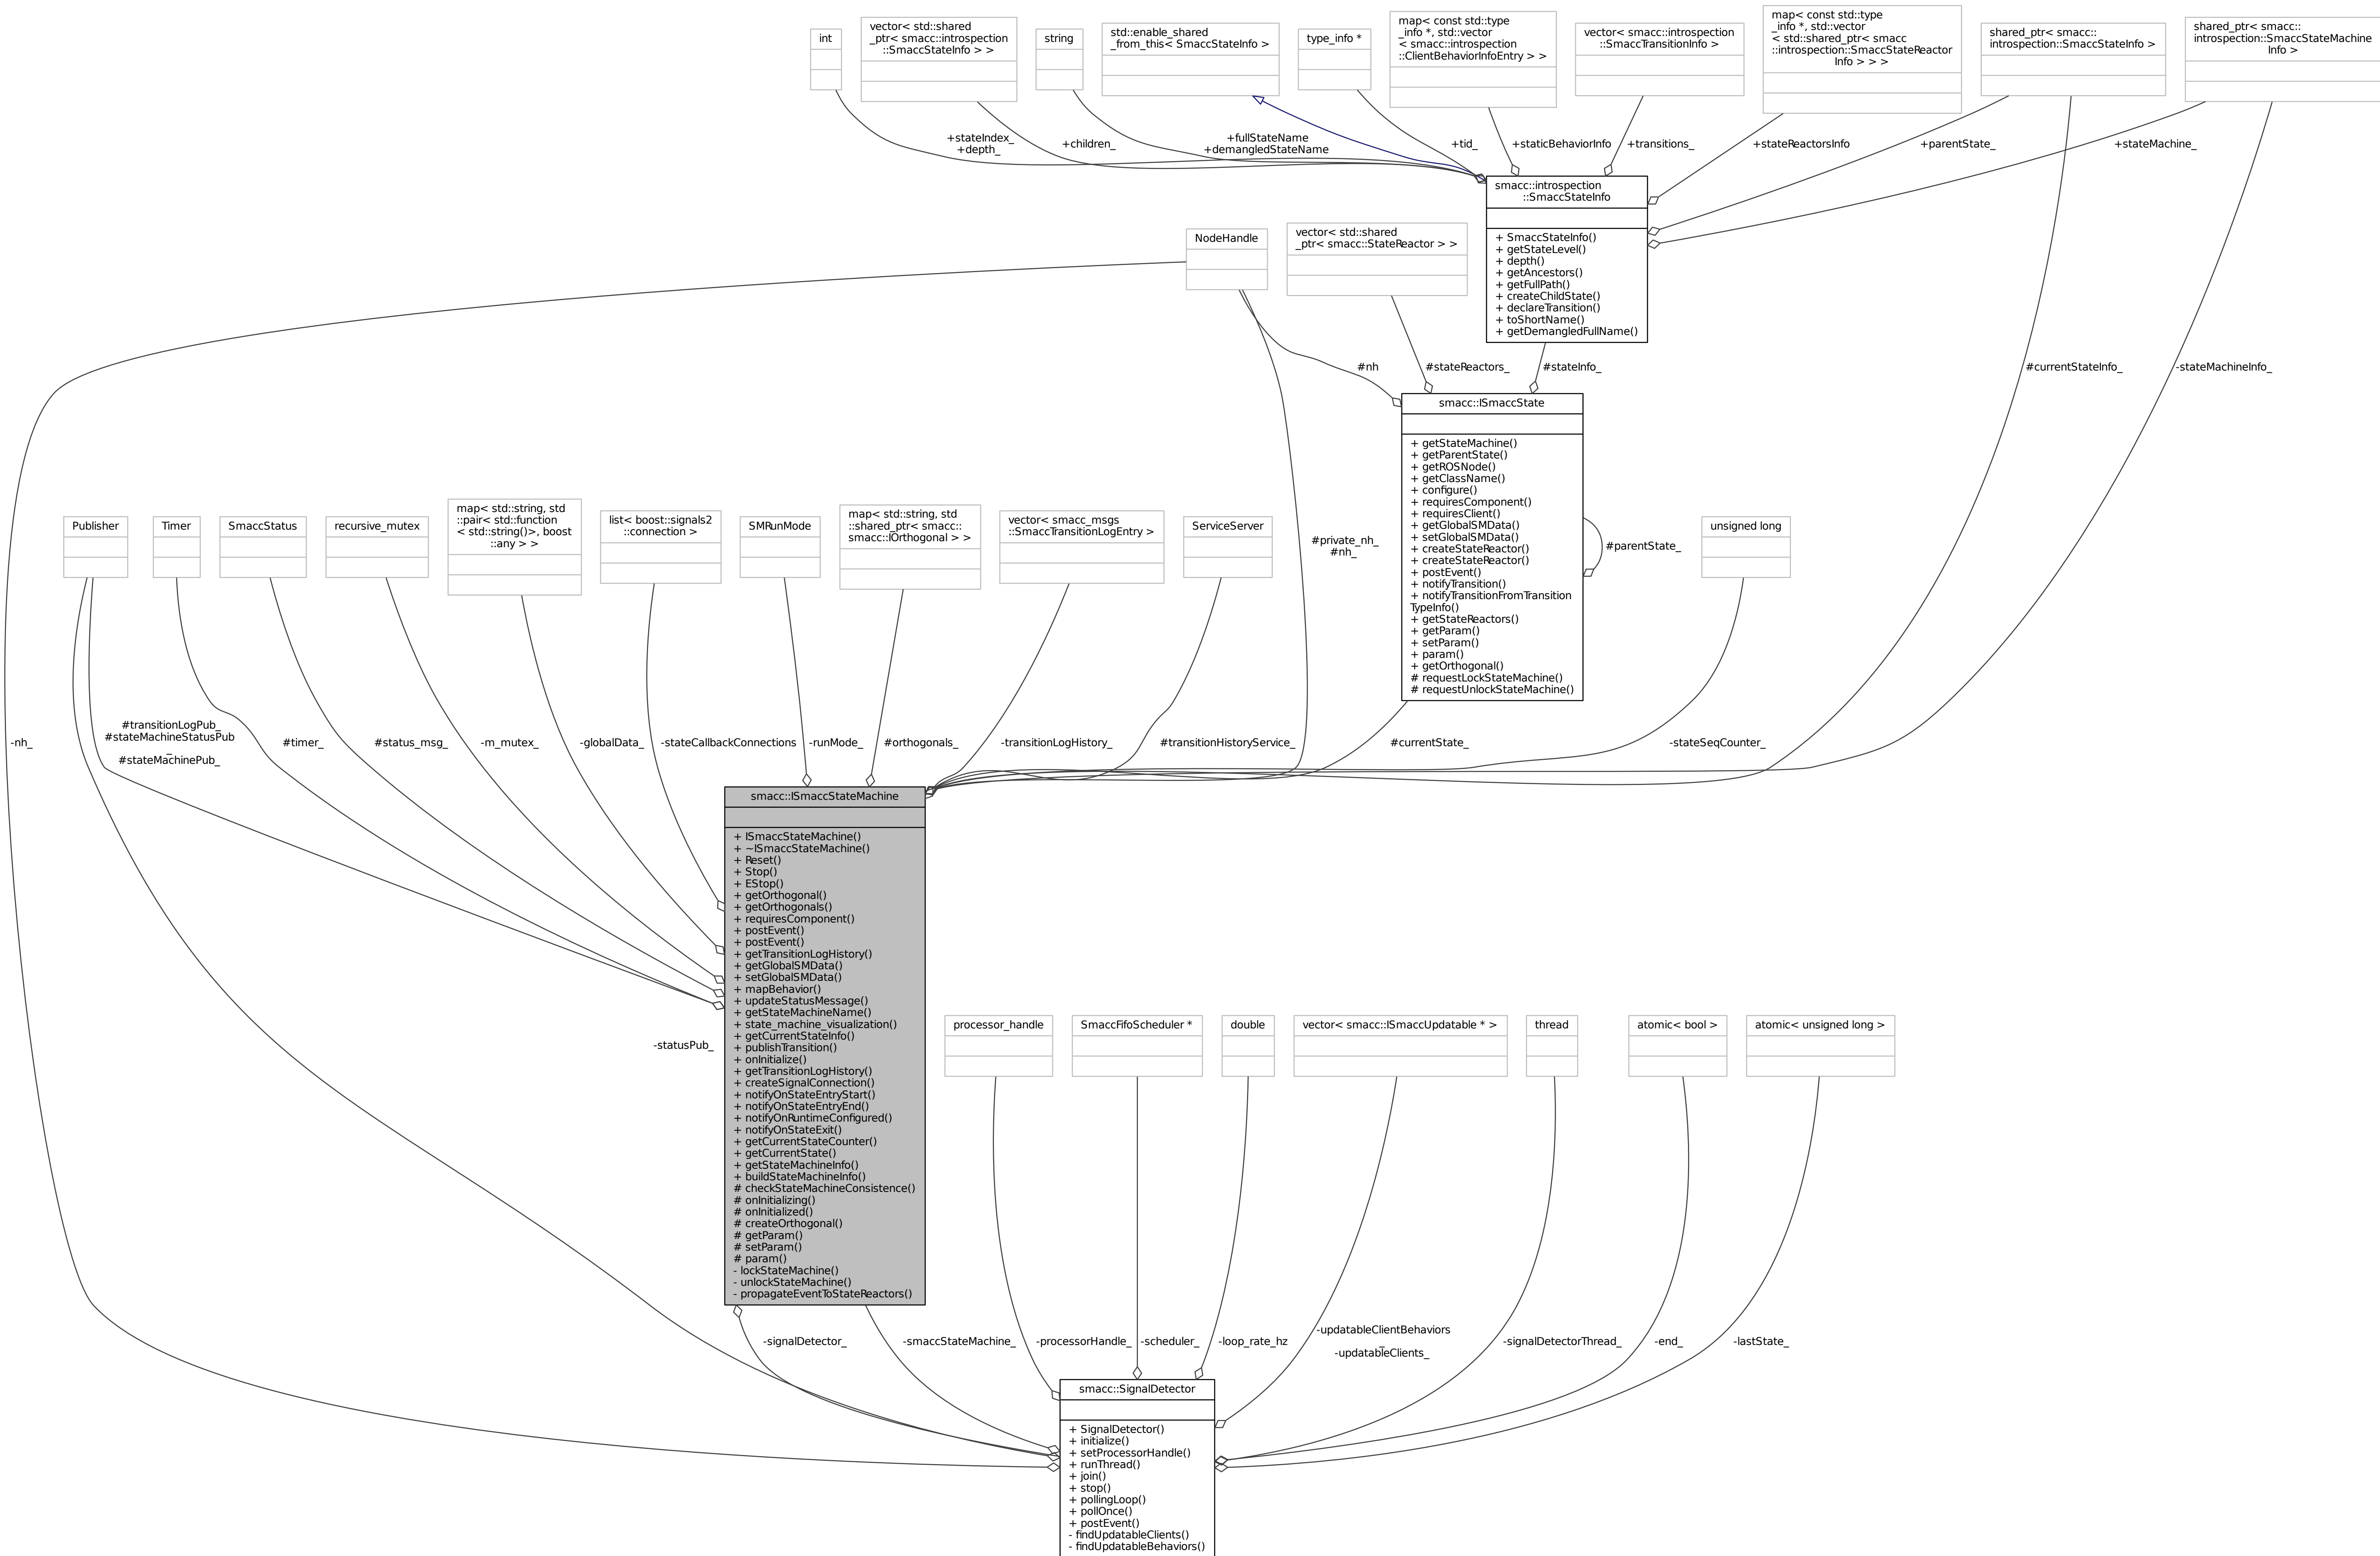 int
vector< std::shared
_ptr< smacc::introspection
::SmaccStateInfo > >
string
std::enable_shared
_from_this< SmaccStateInfo >
type_info *
map< const std::type
_info *, std::vector
< smacc::introspection
::ClientBehaviorInfoEntry > >
vector< smacc::introspection
::SmaccTransitionInfo >
map< const std::type
_info *, std::vector
< std::shared_ptr< smacc
::introspection::SmaccStateReactor
Info > > >
shared_ptr< smacc::
introspection::SmaccStateInfo >
shared_ptr< smacc::
introspection::SmaccStateMachine
Info >
+stateIndex_
+depth_
+children_
+fullStateName
+demangledStateName
+tid_
+staticBehaviorInfo
+transitions_
+stateReactorsInfo
+parentState_
+stateMachine_
smacc::introspection
::SmaccStateInfo
+ SmaccStateInfo()
+ getStateLevel()
+ depth()
+ getAncestors()
+ getFullPath()
+ createChildState()
+ declareTransition()
+ toShortName()
+ getDemangledFullName()
NodeHandle
vector< std::shared
_ptr< smacc::StateReactor > >
#nh
#stateReactors_
#stateInfo_
#currentStateInfo_
-stateMachineInfo_
smacc::ISmaccState
+ getStateMachine()
+ getParentState()
+ getROSNode()
+ getClassName()
+ configure()
+ requiresComponent()
+ requiresClient()
+ getGlobalSMData()
+ setGlobalSMData()
+ createStateReactor()
+ createStateReactor()
+ postEvent()
+ notifyTransition()
+ notifyTransitionFromTransition
TypeInfo()
+ getStateReactors()
+ getParam()
+ setParam()
+ param()
+ getOrthogonal()
# requestLockStateMachine()
# requestUnlockStateMachine()
#parentState_
Publisher
Timer
SmaccStatus
recursive_mutex
map< std::string, std
::pair< std::function
< std::string()>, boost
::any > >
list< boost::signals2
::connection >
SMRunMode
map< std::string, std
::shared_ptr< smacc::
smacc::IOrthogonal > >
vector< smacc_msgs
::SmaccTransitionLogEntry >
ServiceServer
#private_nh_
#nh_
unsigned long
-nh_
#transitionLogPub_
#stateMachineStatusPub
_
#stateMachinePub_
#timer_
#status_msg_
-m_mutex_
-globalData_
-stateCallbackConnections
-runMode_
#orthogonals_
-transitionLogHistory_
#transitionHistoryService_
#currentState_
-stateSeqCounter_
smacc::ISmaccStateMachine
+ ISmaccStateMachine()
+ ~ISmaccStateMachine()
+ Reset()
+ Stop()
+ EStop()
+ getOrthogonal()
+ getOrthogonals()
+ requiresComponent()
+ postEvent()
+ postEvent()
+ getTransitionLogHistory()
+ getGlobalSMData()
+ setGlobalSMData()
+ mapBehavior()
+ updateStatusMessage()
+ getStateMachineName()
+ state_machine_visualization()
+ getCurrentStateInfo()
+ publishTransition()
+ onInitialize()
+ getTransitionLogHistory()
+ createSignalConnection()
+ notifyOnStateEntryStart()
+ notifyOnStateEntryEnd()
+ notifyOnRuntimeConfigured()
+ notifyOnStateExit()
+ getCurrentStateCounter()
+ getCurrentState()
+ getStateMachineInfo()
+ buildStateMachineInfo()
# checkStateMachineConsistence()
# onInitializing()
# onInitialized()
# createOrthogonal()
# getParam()
# setParam()
# param()
- lockStateMachine()
- unlockStateMachine()
- propagateEventToStateReactors()
-statusPub_
processor_handle
SmaccFifoScheduler *
double
vector< smacc::ISmaccUpdatable * >
thread
atomic< bool >
atomic< unsigned long >
-signalDetector_
-smaccStateMachine_
-processorHandle_
-scheduler_
-loop_rate_hz
-updatableClientBehaviors
_
-updatableClients_
-signalDetectorThread_
-end_
-lastState_
smacc::SignalDetector
+ SignalDetector()
+ initialize()
+ setProcessorHandle()
+ runThread()
+ join()
+ stop()
+ pollingLoop()
+ pollOnce()
+ postEvent()
- findUpdatableClients()
- findUpdatableBehaviors()